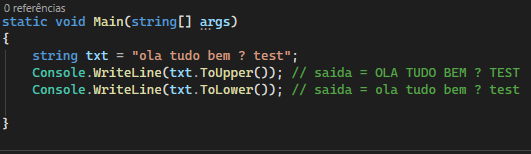 0 referências
static void Main(string[] args)
{
string txt = "ola tudo bem ? test";
Console.WriteLine(txt.ToUpper()); // saida = OLA TUDO BEM ? TEST
Console.WriteLine(txt.ToLower()); // saida = ola tudo bem ? test
}